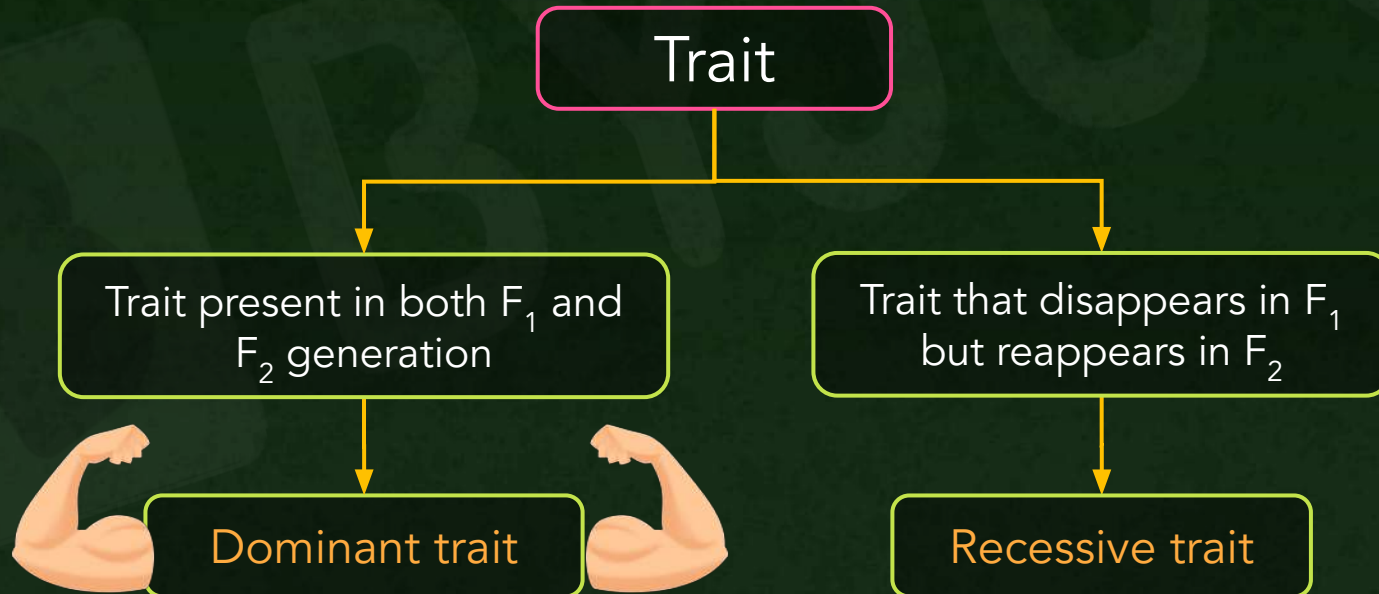 Trait
Trait present in both F₁ and
F₂ generation
Trait that disappears in F₁
but reappears in F₂
Dominant trait
Recessive trait